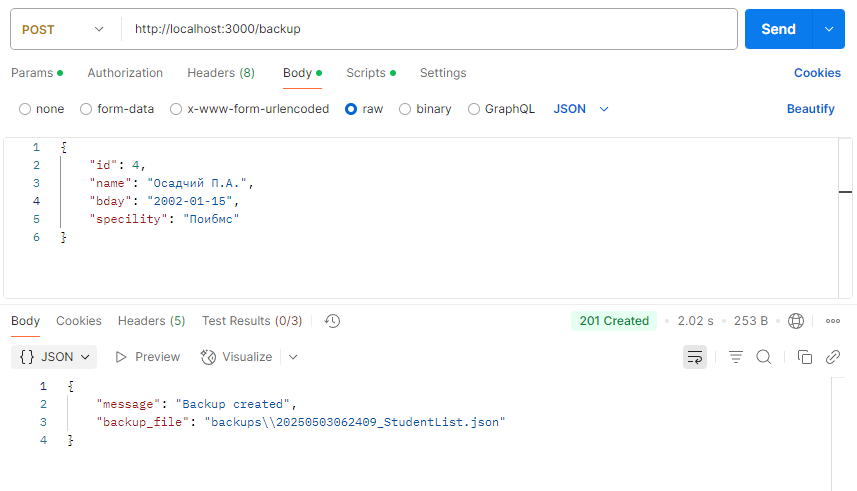 POST http://localhost:3000/backup Send
Params Authorization Headers (8) Body Scripts Settings Cookies
none form-data x-www-form-urlencoded raw binary GraphQL JSON Beautify
1 {
2 "id": 4,
3 "name": "Осадчий П.А.",
4 "bday": "2002-01-15",
5 "specility": "Поибмс"
6 }
Body Cookies Headers (5) Test Results (0/3) 201 Created 2.02 s 253 B
{} JSON Preview Visualize
1 {
2 "message": "Backup created",
3 "backup_file": "backups\\20250503062409_StudentList.json"
4 }